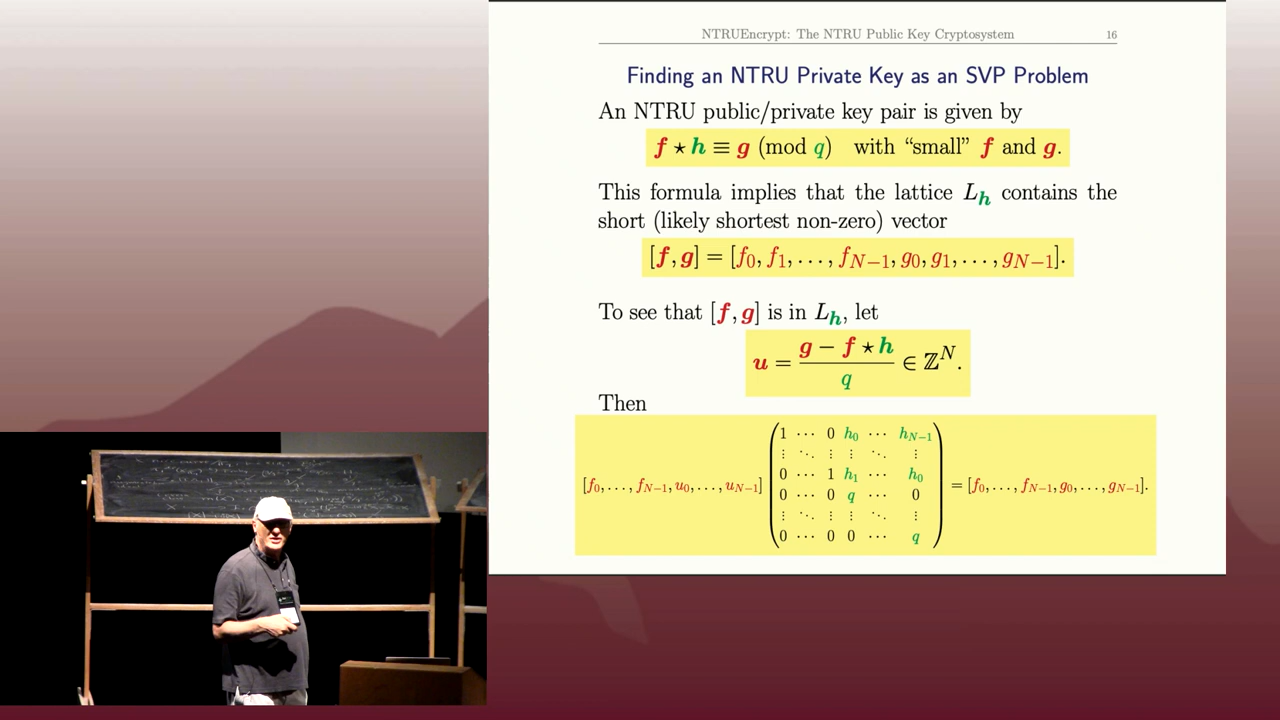 NTRUEncrypt: The NTRU Public Key Cryptosystem 16
Finding an NTRU Private Key as an SVP Problem
An NTRU public/private key pair is given by
f ⋆ h ≡ g (mod q) with “small” f and g.
This formula implies that the lattice L_h contains the
short (likely shortest non-zero) vector
[f, g] = [f_0, f_1, . . . , f_{N−1}, g_0, g_1, . . . , g_{N−1}].
To see that [f, g] is in L_h, let
u = (g − f ⋆ h) / q ∈ ℤ^N.
Then
1 ⋯ 0 h_0 ⋯ h_{N−1}
⋮ ⋱ ⋮ ⋮ ⋱ ⋮
0 ⋯ 1 h_1 ⋯ h_0
[f_0, . . . , f_{N−1}, u_0, . . . , u_{N−1}] 0 ⋯ 0 q ⋯ 0 = [f_0, . . . , f_{N−1}, g_0, . . . , g_{N−1}].
⋮ ⋱ ⋮ ⋮ ⋱ ⋮
0 ⋯ 0 0 ⋯ q